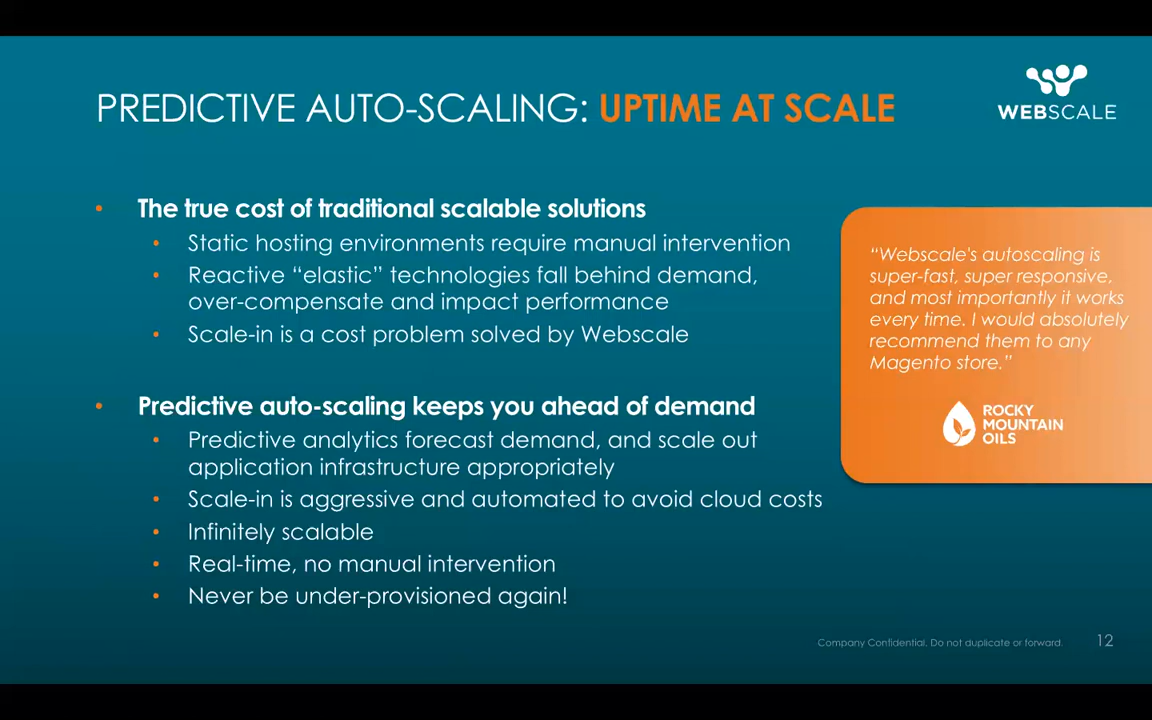 PREDICTIVE AUTO-SCALING: UPTIME AT SCALE
WEBSCALE
• The true cost of traditional scalable solutions
• Static hosting environments require manual intervention
• Reactive “elastic” technologies fall behind demand,
over-compensate and impact performance
• Scale-in is a cost problem solved by Webscale
• Predictive auto-scaling keeps you ahead of demand
• Predictive analytics forecast demand, and scale out
application infrastructure appropriately
• Scale-in is aggressive and automated to avoid cloud costs
• Infinitely scalable
• Real-time, no manual intervention
• Never be under-provisioned again!
“Webscale's autoscaling is
super-fast, super responsive,
and most importantly it works
every time. I would absolutely
recommend them to any
Magento store.”
ROCKY
MOUNTAIN
OILS
Company Confidential. Do not duplicate or forward.
12